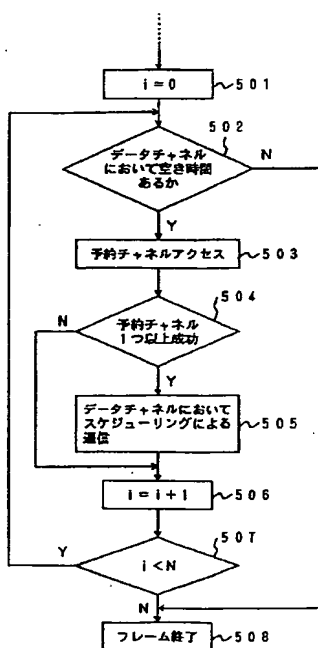 i=0
501
502
データチャネル
において空き時間
あるか
N
Y
予約チャネルアクセス
503
504
N
予約チャネル
1つ以上成功
Y
データチャネルにおいて
スケジューリングによる
通信
505
i=i+1
506
507
Y
i<N
N
フレーム終了
508